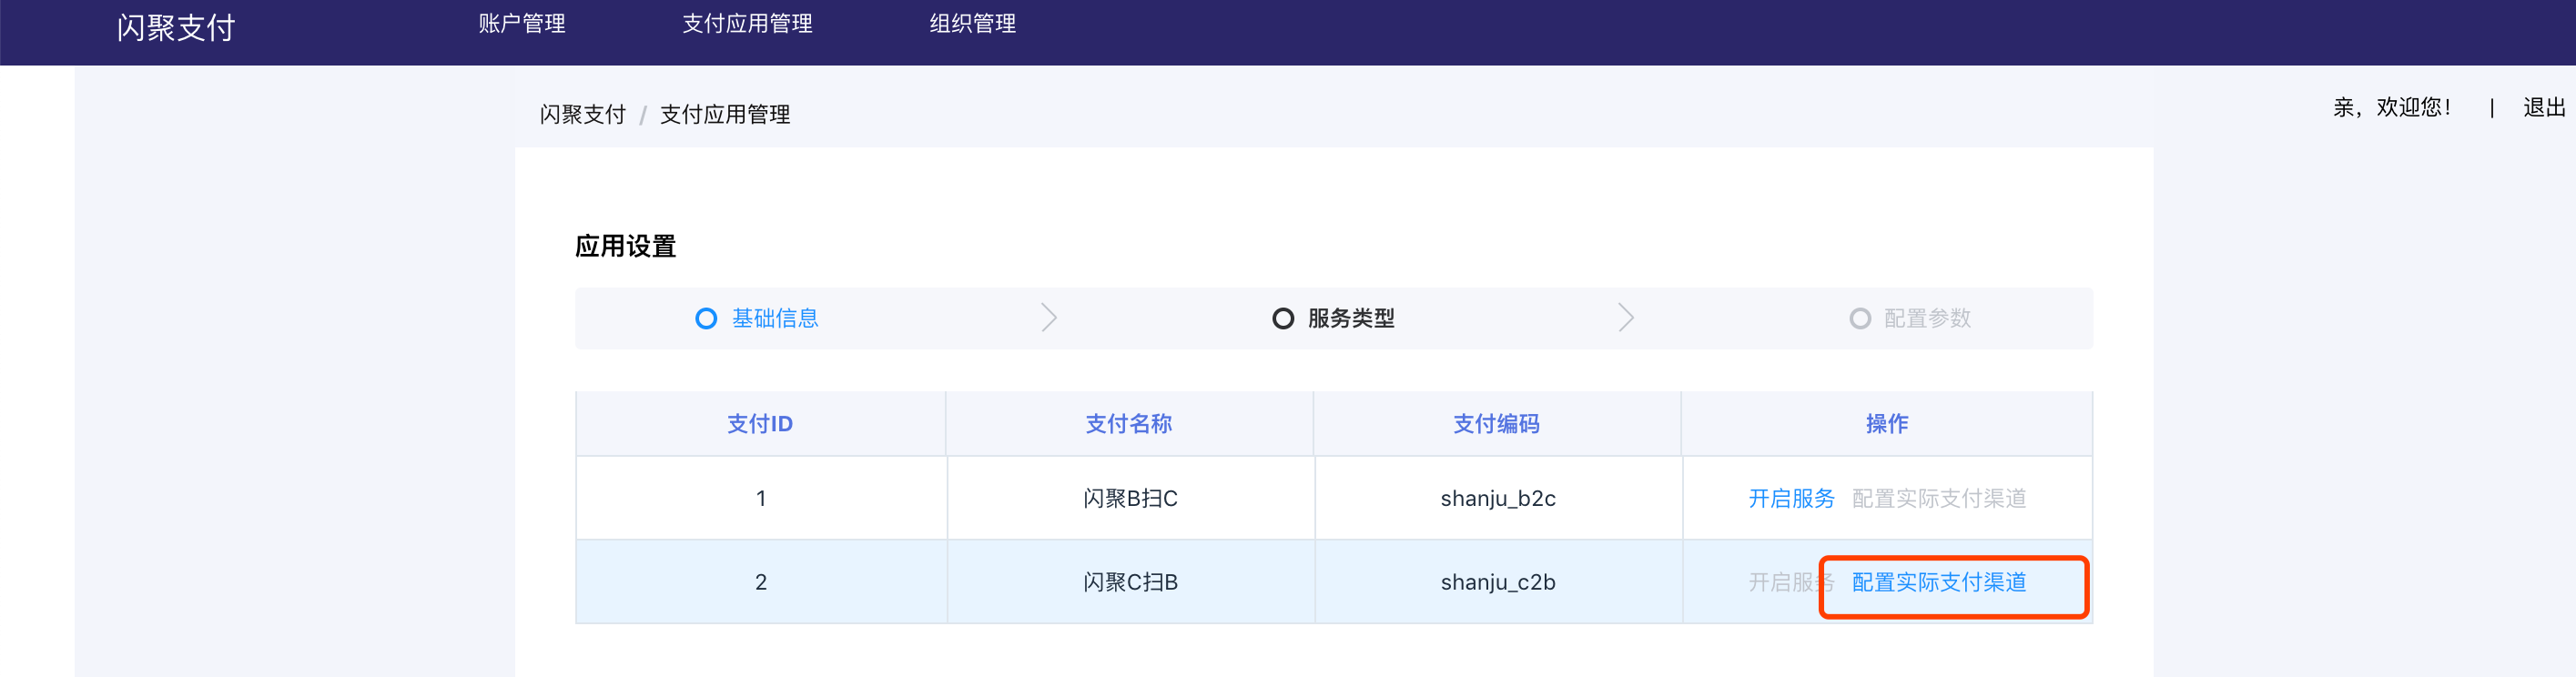 闪聚支付 账户管理 支付应用管理 组织管理
闪聚支付 / 支付应用管理 亲，欢迎您！ | 退出
应用设置
基础信息 服务类型 配置参数
支付ID 支付名称 支付编码 操作
1 闪聚B扫C shanju_b2c 开启服务 配置实际支付渠道
2 闪聚C扫B shanju_c2b 开启服务 配置实际支付渠道